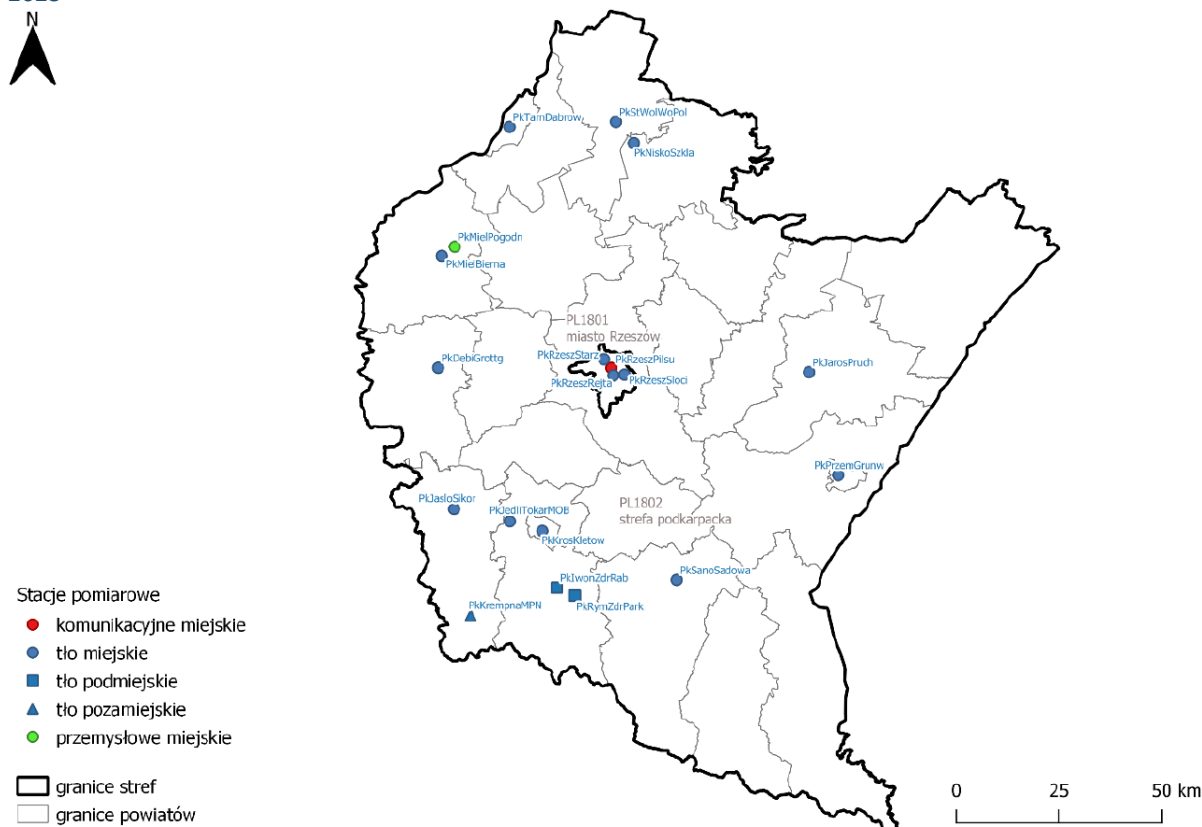 N
PkTarnDabrow
PkStWolWoPol
PkNiskoSzkla
PkMielPogodn
PkMielBierna
PL1801
miasto Rzeszów
PkRzeszStarz
PkRzeszPilsu
PkDebiGrottg
PkJarosPruch
PkRzeszRejta
PkRzeszSloci
PkPrzemGrunw
PkJasloSikor
PL1802
strefa podkarpacka
PkJedliTokarMOB
PkKrosKletow
PkIwonZdrRab
PkSanoSadowa
PkKrempnaMPN
PkRymZdrPark
Stacje pomiarowe
komunikacyjne miejskie
tło miejskie
tło podmiejskie
tło pozamiejskie
przemysłowe miejskie
granice stref
granice powiatów
0 25 50 km